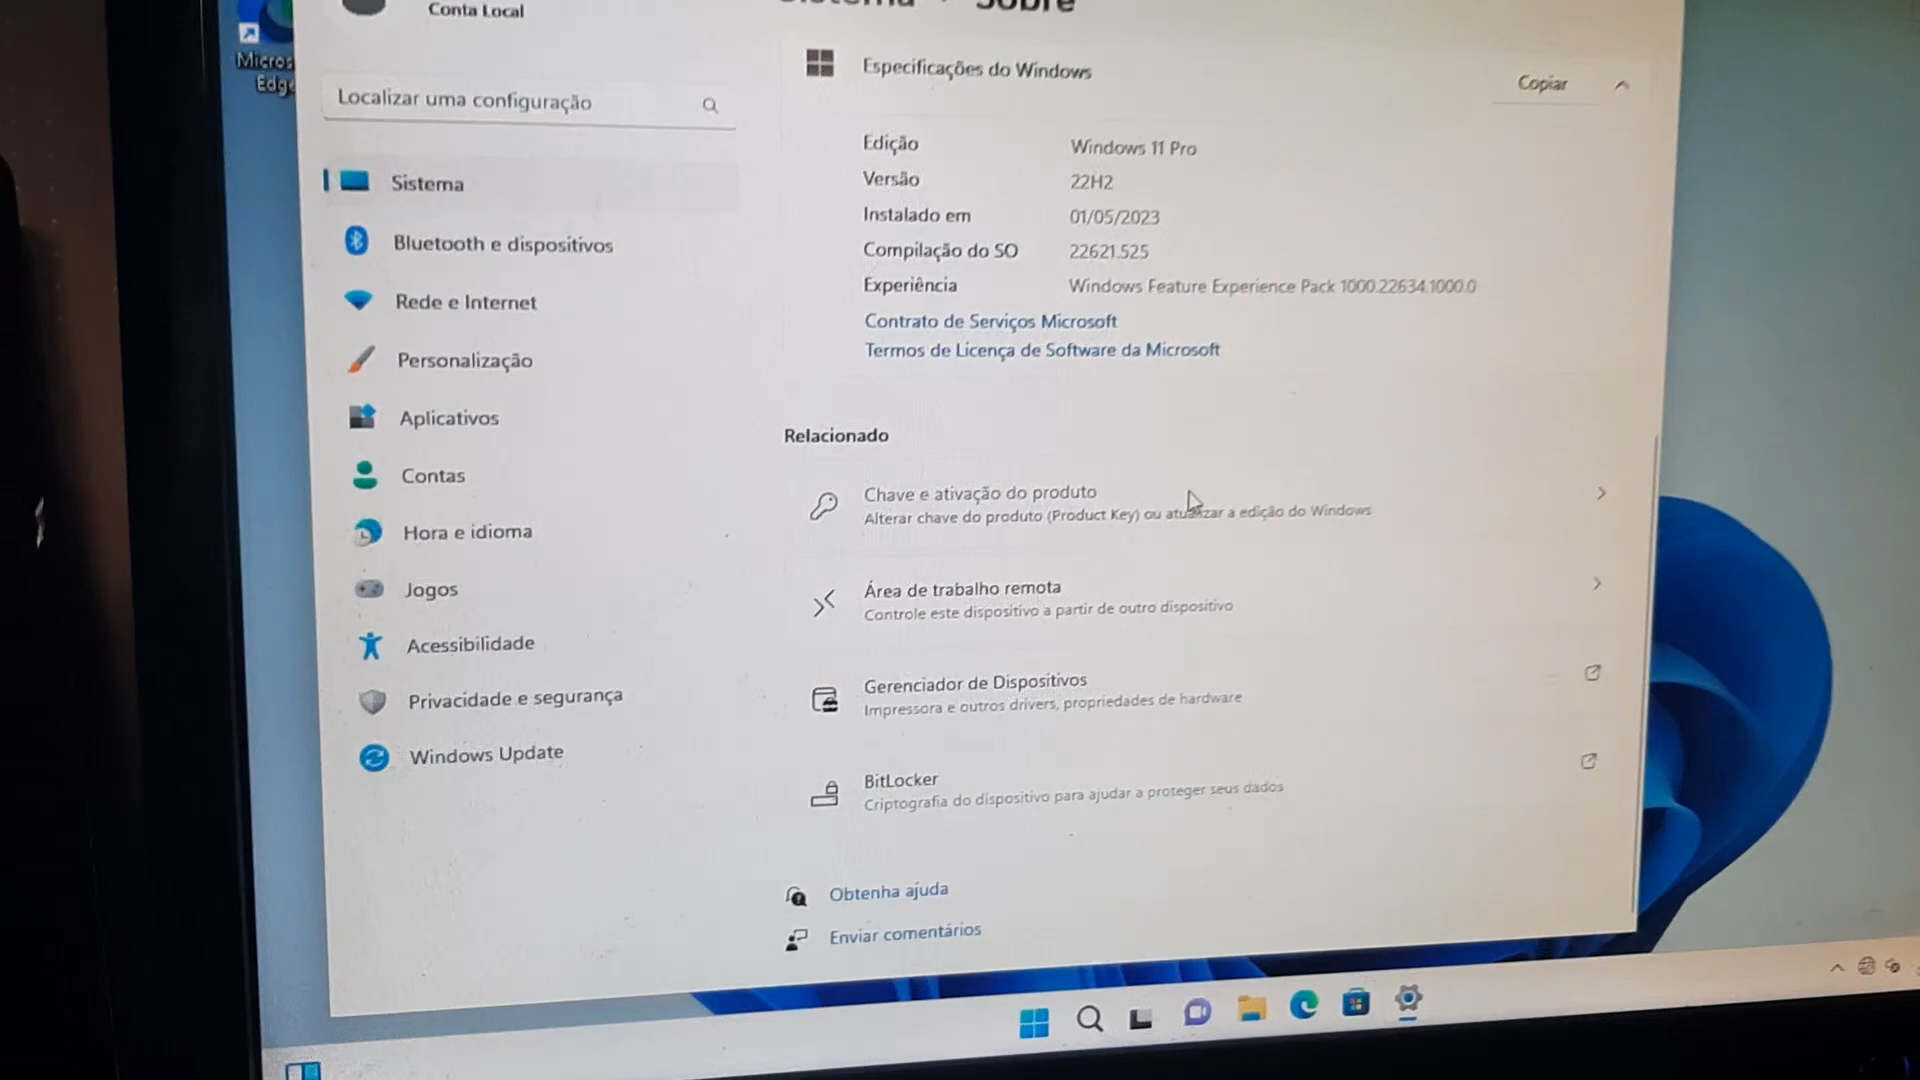 Conta Local
Sobre
Micros
Edge
Localizar uma configuração
Sistema
Bluetooth e dispositivos
Rede e Internet
Personalização
Aplicativos
Contas
Hora e idioma
Jogos
Acessibilidade
Privacidade e segurança
Windows Update
Especificações do Windows
Copiar
Edição Windows 11 Pro
Versão 22H2
Instalado em 01/05/2023
Compilação do SO 22621.525
Experiência Windows Feature Experience Pack 1000.22634.1000.0
Contrato de Serviços Microsoft
Termos de Licença de Software da Microsoft
Relacionado
Chave e ativação do produto
Alterar chave do produto (Product Key) ou atualizar a edição do Windows
Área de trabalho remota
Controle este dispositivo a partir de outro dispositivo
Gerenciador de Dispositivos
Impressora e outros drivers, propriedades de hardware
BitLocker
Criptografia do dispositivo para ajudar a proteger seus dados
Obtenha ajuda
Enviar comentários